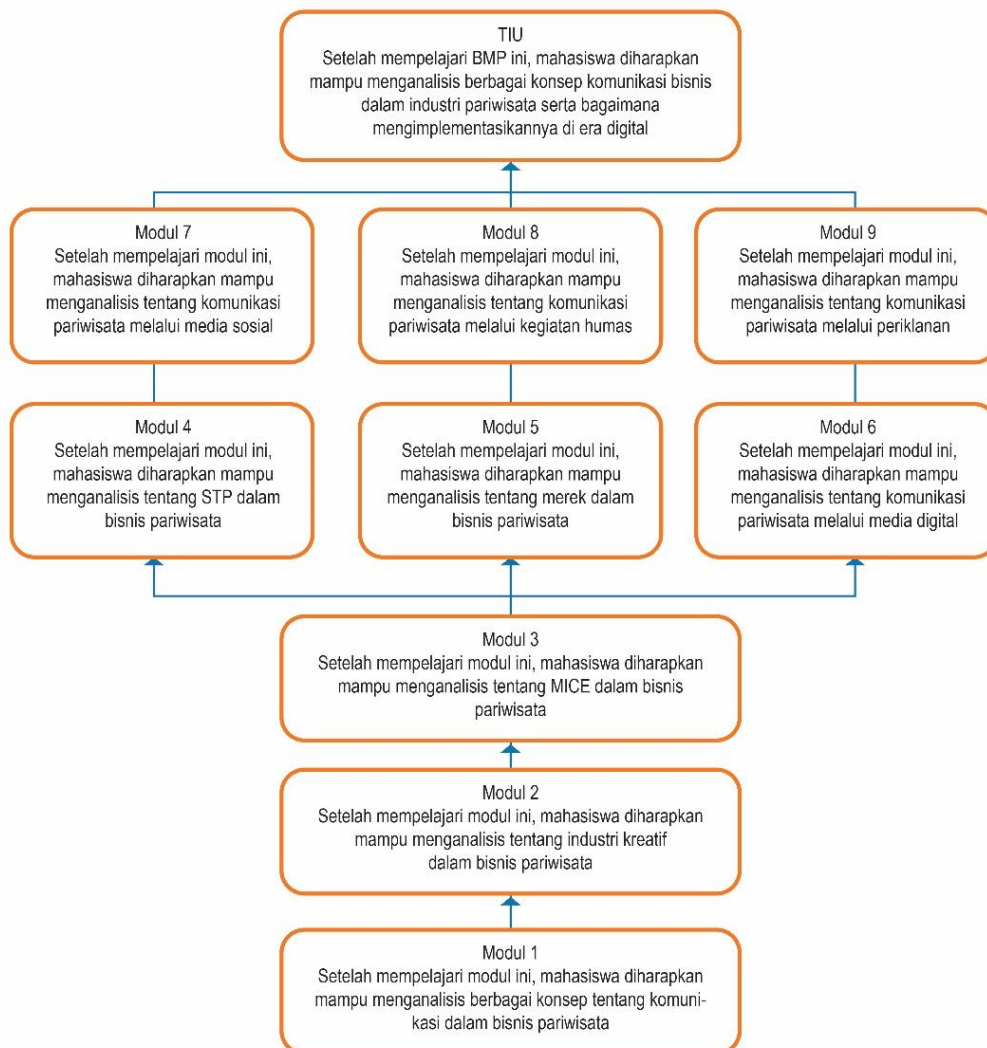 TIU
Setelah mempelajari BMP ini, mahasiswa diharapkan
mampu menganalisis berbagai konsep komunikasi bisnis
dalam industri pariwisata serta bagaimana
mengimplementasikannya di era digital
Modul 7
Setelah mempelajari modul ini,
mahasiswa diharapkan mampu
menganalisis tentang komunikasi
pariwisata melalui media sosial
Modul 8
Setelah mempelajari modul ini,
mahasiswa diharapkan mampu
menganalisis tentang komunikasi
pariwisata melalui kegiatan humas
Modul 9
Setelah mempelajari modul ini,
mahasiswa diharapkan mampu
menganalisis tentang komunikasi
pariwisata melalui periklanan
Modul 4
Setelah mempelajari modul ini,
mahasiswa diharapkan mampu
menganalisis tentang STP dalam
bisnis pariwisata
Modul 5
Setelah mempelajari modul ini,
mahasiswa diharapkan mampu
menganalisis tentang merek dalam
bisnis pariwisata
Modul 6
Setelah mempelajari modul ini,
mahasiswa diharapkan mampu
menganalisis tentang komunikasi
pariwisata melalui media digital
Modul 3
Setelah mempelajari modul ini, mahasiswa diharapkan
mampu menganalisis tentang MICE dalam bisnis
pariwisata
Modul 2
Setelah mempelajari modul ini, mahasiswa diharapkan
mampu menganalisis tentang industri kreatif
dalam bisnis pariwisata
Modul 1
Setelah mempelajari modul ini, mahasiswa diharapkan
mampu menganalisis berbagai konsep tentang komuni-
kasi dalam bisnis pariwisata